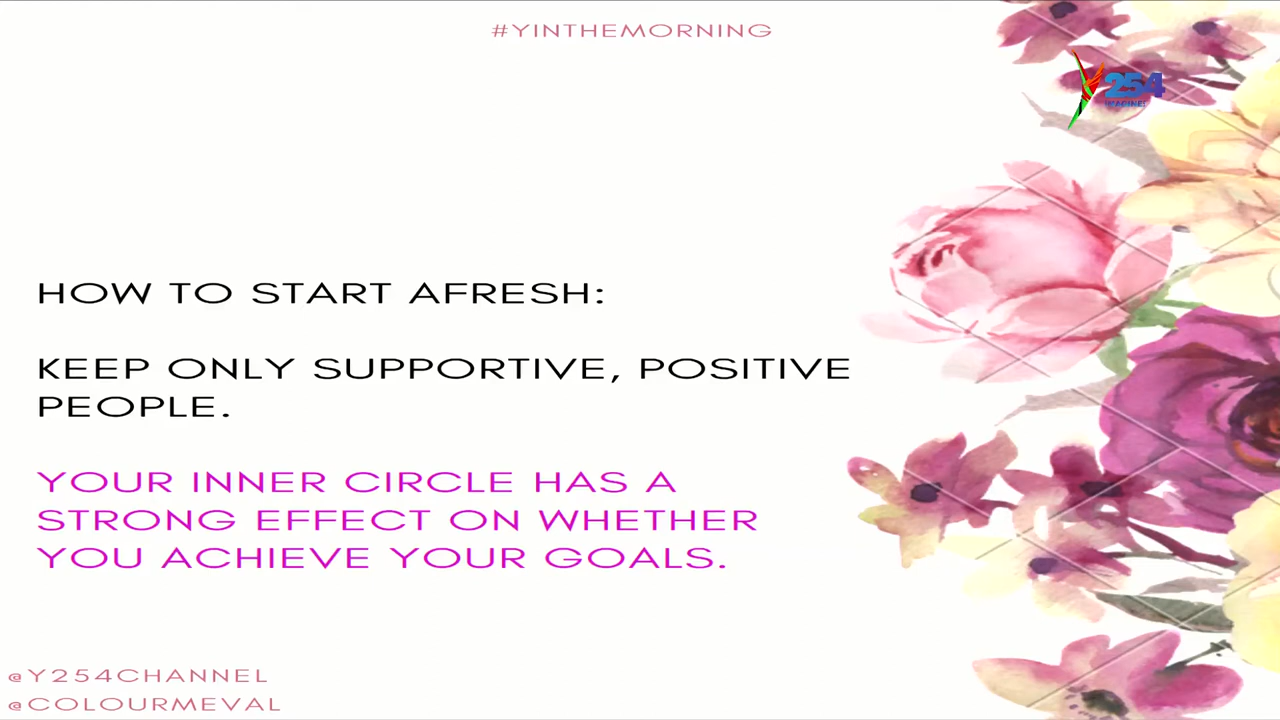 #YINTHEMORNING
Y254
HOW TO START AFRESH:
KEEP ONLY SUPPORTIVE, POSITIVE
PEOPLE.
YOUR INNER CIRCLE HAS A
STRONG EFFECT ON WHETHER
YOU ACHIEVE YOUR GOALS.
@Y254CHANNEL
@COLOURMEVAL